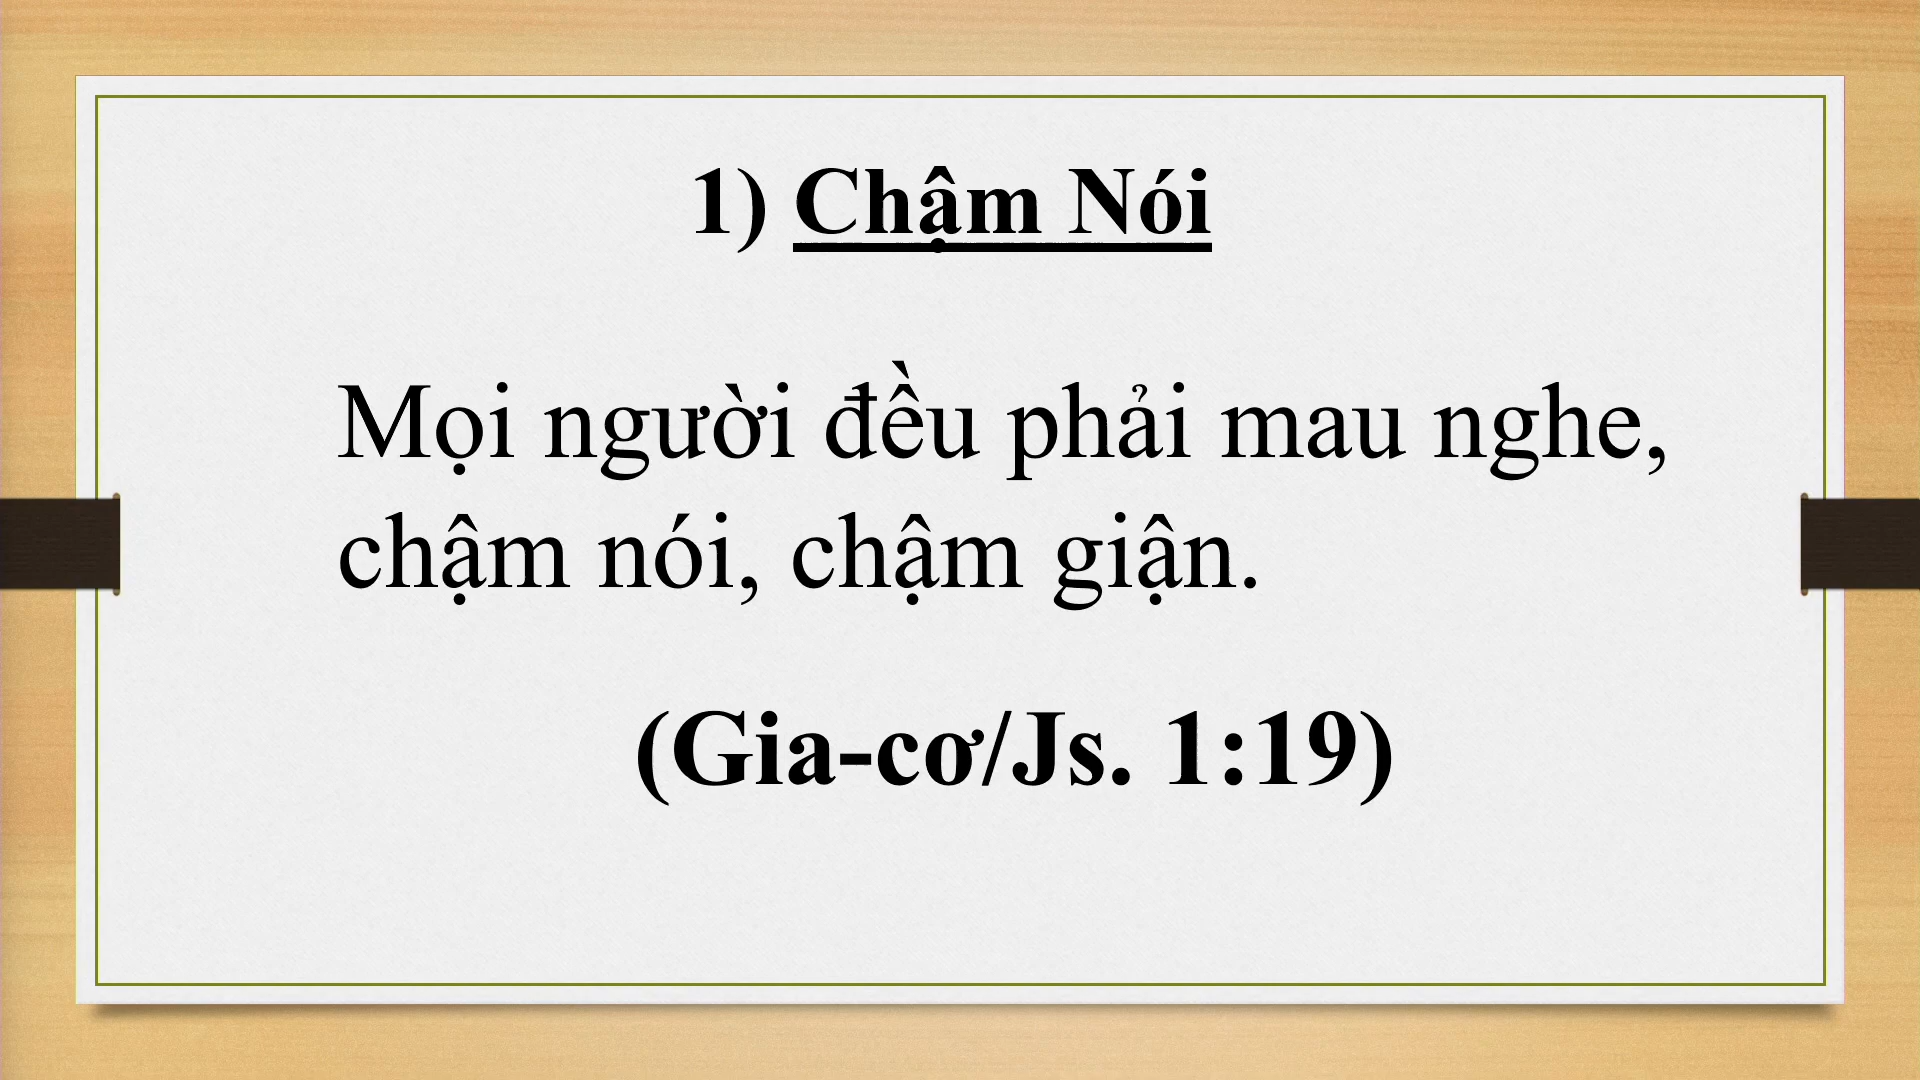 1) Chậm Nói
Mọi người đều phải mau nghe,
chậm nói, chậm giận.
(Gia-cơ/Js. 1:19)